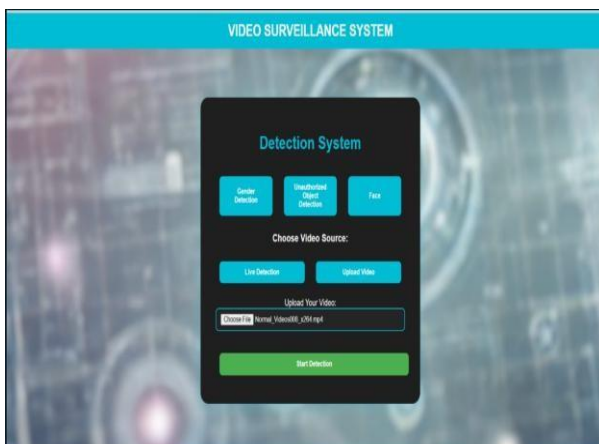 VIDEO SURVEILLANCE SYSTEM
Detection System
Gender
Detection
Unauthorized
Object
Detection
Face
Choose Video Source:
Live Detection
Upload Video
Upload Your Video:
Choose File Normal_Videos008_x264.mp4
Start Detection